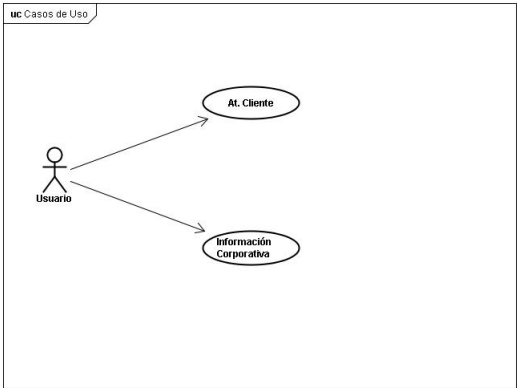 uc Casos de Uso
At. Cliente
Usuario
Información
Corporativa